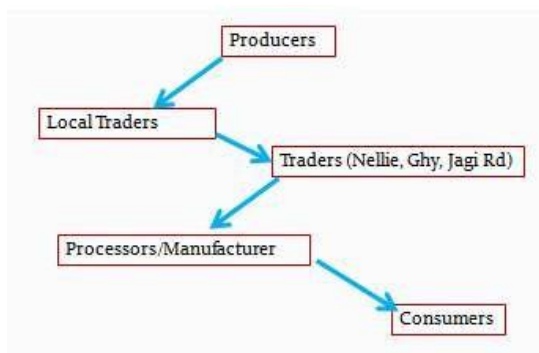 Producers
Local Traders
Traders (Nellie, Ghy, Jagi Rd)
Processors/Manufacturer
Consumers